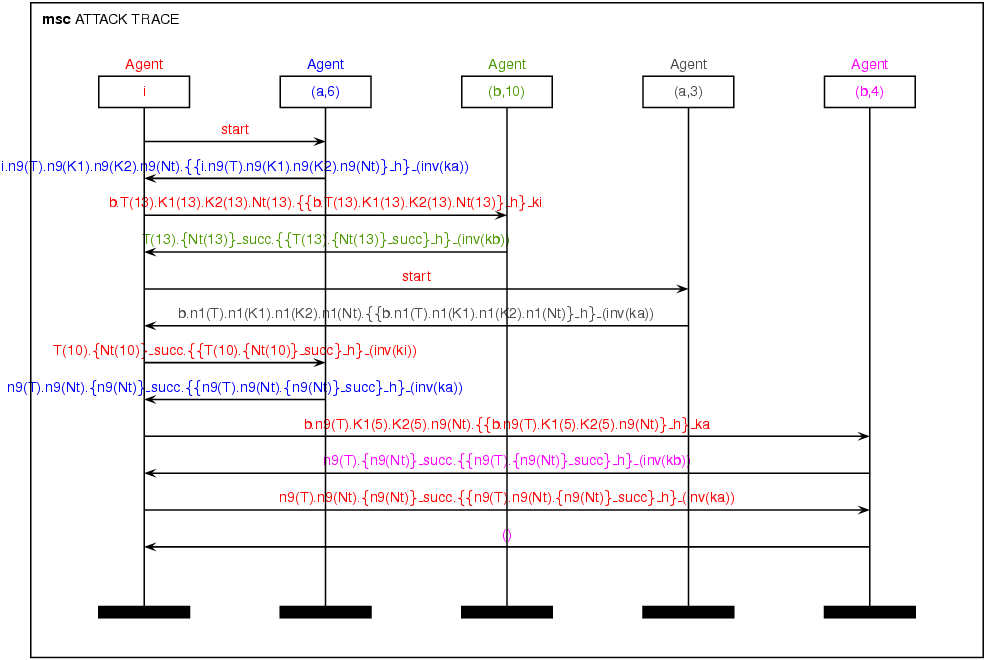 msc ATTACK TRACE
Agent Agent Agent Agent Agent
i (a,6) (b,10) (a,3) (b,4)
start
i.n9(T).n9(K1).n9(K2).n9(Nt).{{i.n9(T).n9(K1).n9(K2).n9(Nt)}_h}_(inv(ka))
b.T(13).K1(13).K2(13).Nt(13).{{b.T(13).K1(13).K2(13).Nt(13)}_h}_ki
T(13).{Nt(13)}_succ.{{T(13).{Nt(13)}_succ}_h}_(inv(kb))
start
b.n1(T).n1(K1).n1(K2).n1(Nt).{{b.n1(T).n1(K1).n1(K2).n1(Nt)}_h}_(inv(ka))
T(10).{Nt(10)}_succ.{{T(10).{Nt(10)}_succ}_h}_(inv(ki))
n9(T).n9(Nt).{n9(Nt)}_succ.{{n9(T).n9(Nt).{n9(Nt)}_succ}_h}_(inv(ka))
b.n9(T).K1(5).K2(5).n9(Nt).{{b.n9(T).K1(5).K2(5).n9(Nt)}_h}_ka
n9(T).{n9(Nt)}_succ.{{n9(T).{n9(Nt)}_succ}_h}_(inv(kb))
n9(T).n9(Nt).{n9(Nt)}_succ.{{n9(T).n9(Nt).{n9(Nt)}_succ}_h}_(inv(ka))
()